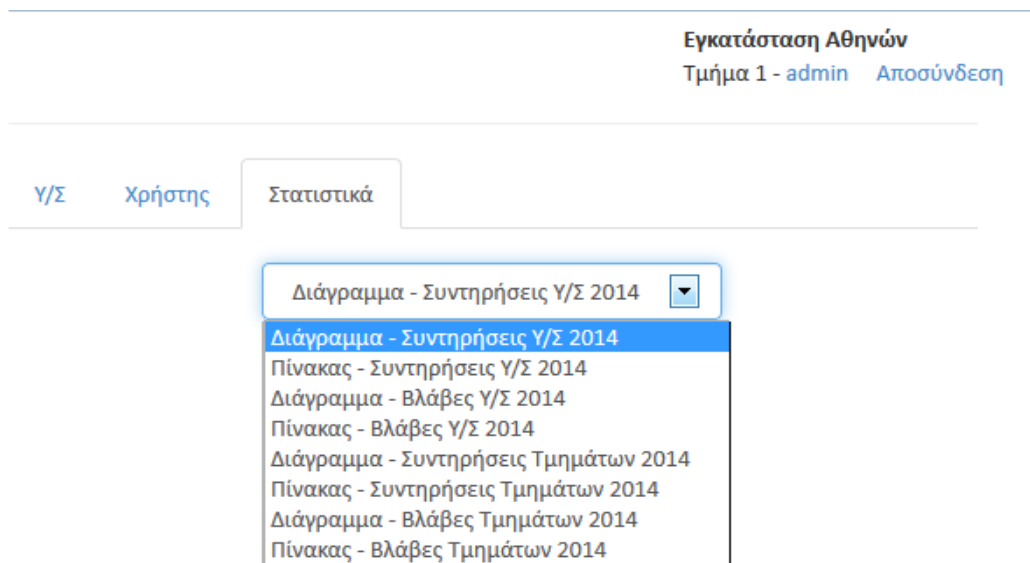 Εγκατάσταση Αθηνών
Τμήμα 1 - admin Αποσύνδεση
Υ/Σ Χρήστης Στατιστικά
Διάγραμμα - Συντηρήσεις Υ/Σ 2014
Διάγραμμα - Συντηρήσεις Υ/Σ 2014
Πίνακας - Συντηρήσεις Υ/Σ 2014
Διάγραμμα - Βλάβες Υ/Σ 2014
Πίνακας - Βλάβες Υ/Σ 2014
Διάγραμμα - Συντηρήσεις Τμημάτων 2014
Πίνακας - Συντηρήσεις Τμημάτων 2014
Διάγραμμα - Βλάβες Τμημάτων 2014
Πίνακας - Βλάβες Τμημάτων 2014